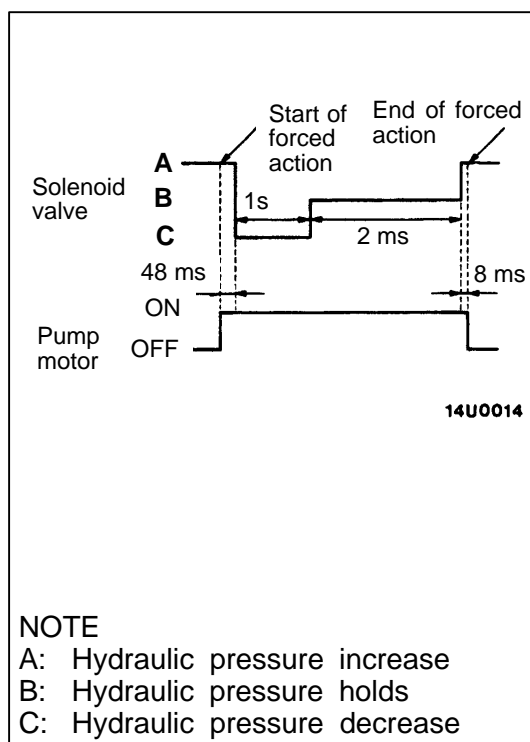 Start of
forced
action
End of forced
action
A
Solenoid
valve
B
1s
C
2 ms
48 ms
8 ms
ON
Pump
motor
OFF
14U0014
NOTE
A: Hydraulic pressure increase
B: Hydraulic pressure holds
C: Hydraulic pressure decrease